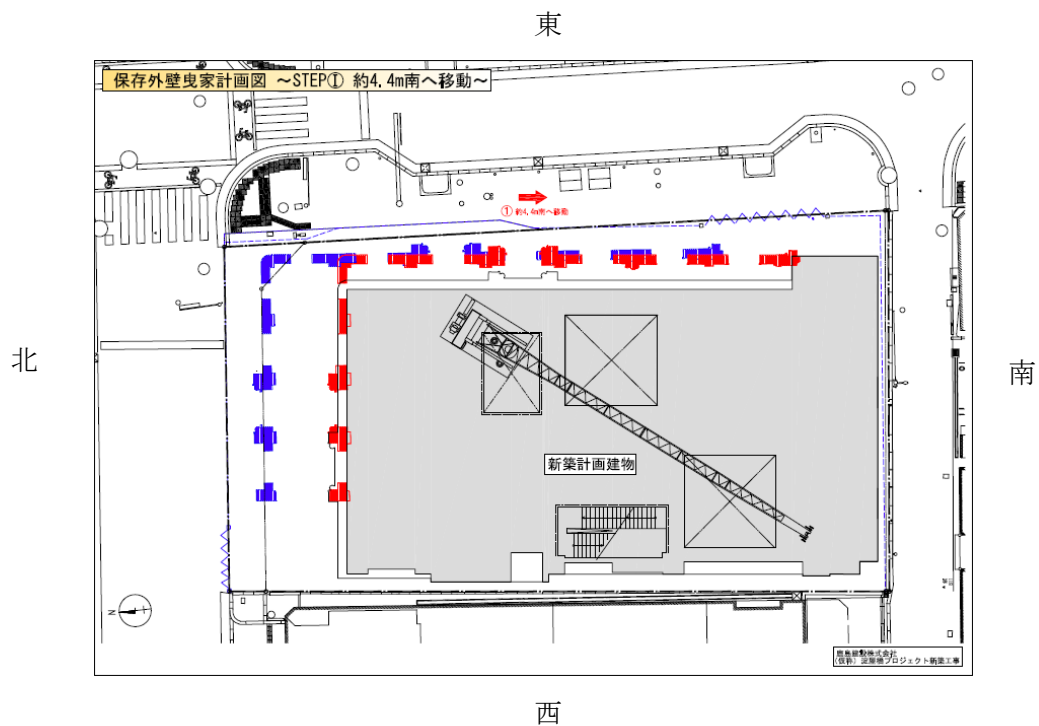 東
保存外壁曳家計画図 ~STEP① 約4.4m南へ移動~
① 約4.4m南へ移動
北
南
新築計画建物
N
鹿島建設株式会社
(仮称) 淀屋橋プロジェクト新築工事
西